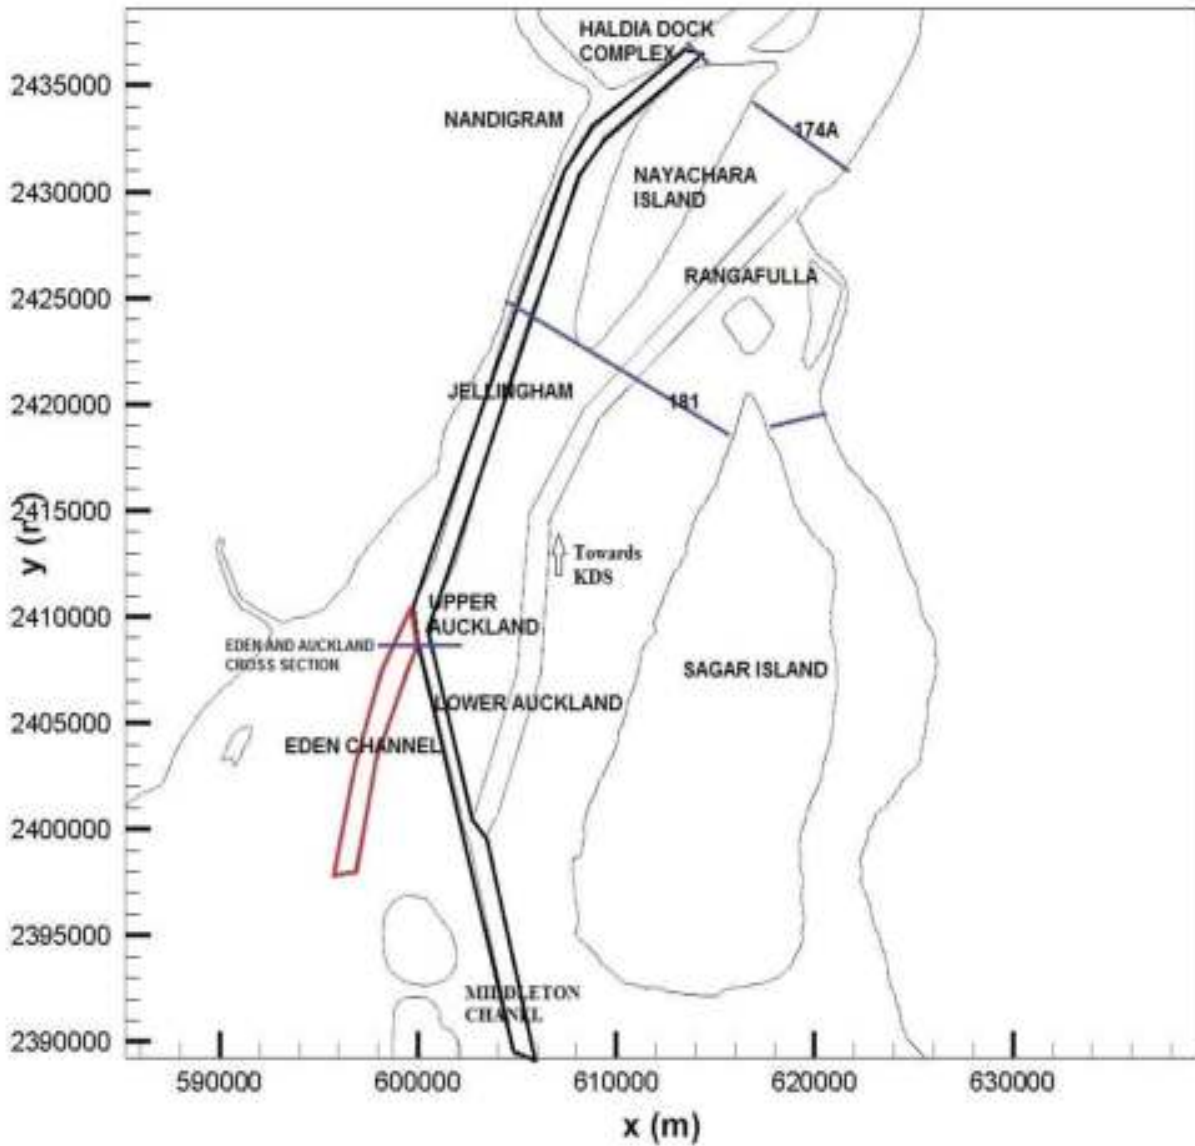 HALDIA DOCK
COMPLEX
2435000
NANDIGRAM
174A
NAYACHARA
ISLAND
2430000
RANGAFULLA
2425000
JELLINGHAM
181
2420000
2415000
y (m)
Towards
KDS
2410000
UPPER
AUCKLAND
EDEN AND AUCKLAND
CROSS SECTION
SAGAR ISLAND
LOWER AUCKLAND
2405000
EDEN CHANNEL
2400000
2395000
MIDDLETON
CHANEL
2390000
590000 600000 610000 620000 630000
x (m)